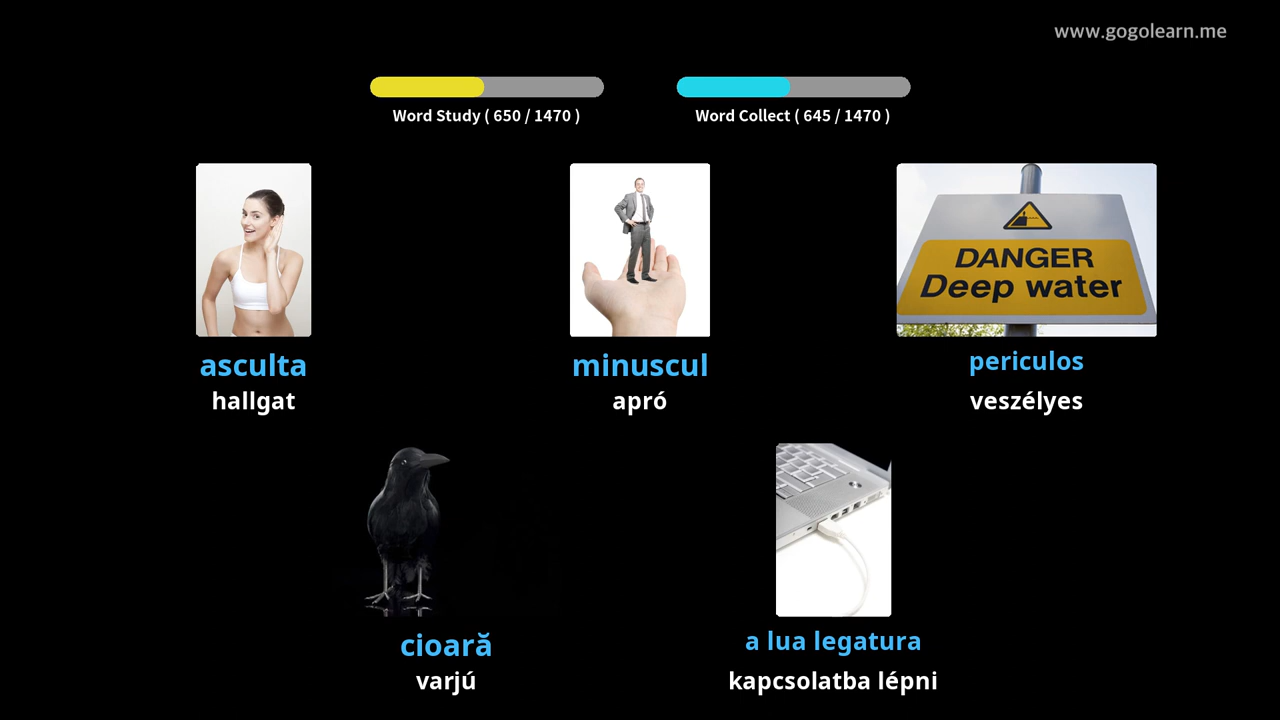 www.gogolearn.me
Word Study ( 650 / 1470 )
Word Collect ( 645 / 1470 )
DANGER
Deep water
asculta
hallgat
minuscul
apró
periculos
veszélyes
cioară
varjú
a lua legatura
kapcsolatba lépni